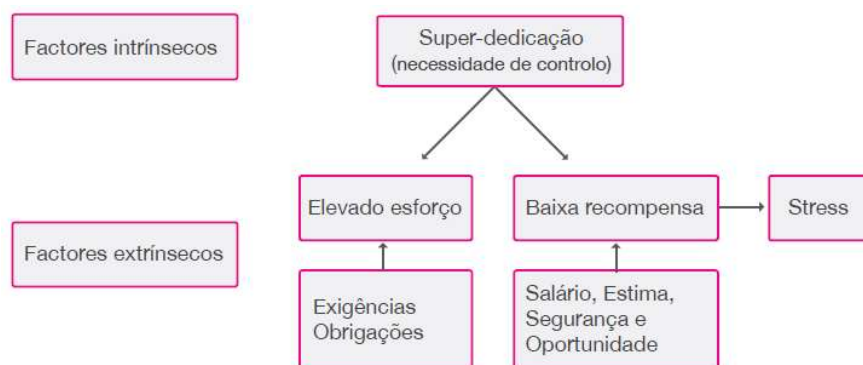 Factores intrínsecos
Super-dedicação
(necessidade de controlo)
Elevado esforço
Baixa recompensa
Stress
Factores extrínsecos
Exigências
Obrigações
Salário, Estima,
Segurança e
Oportunidade